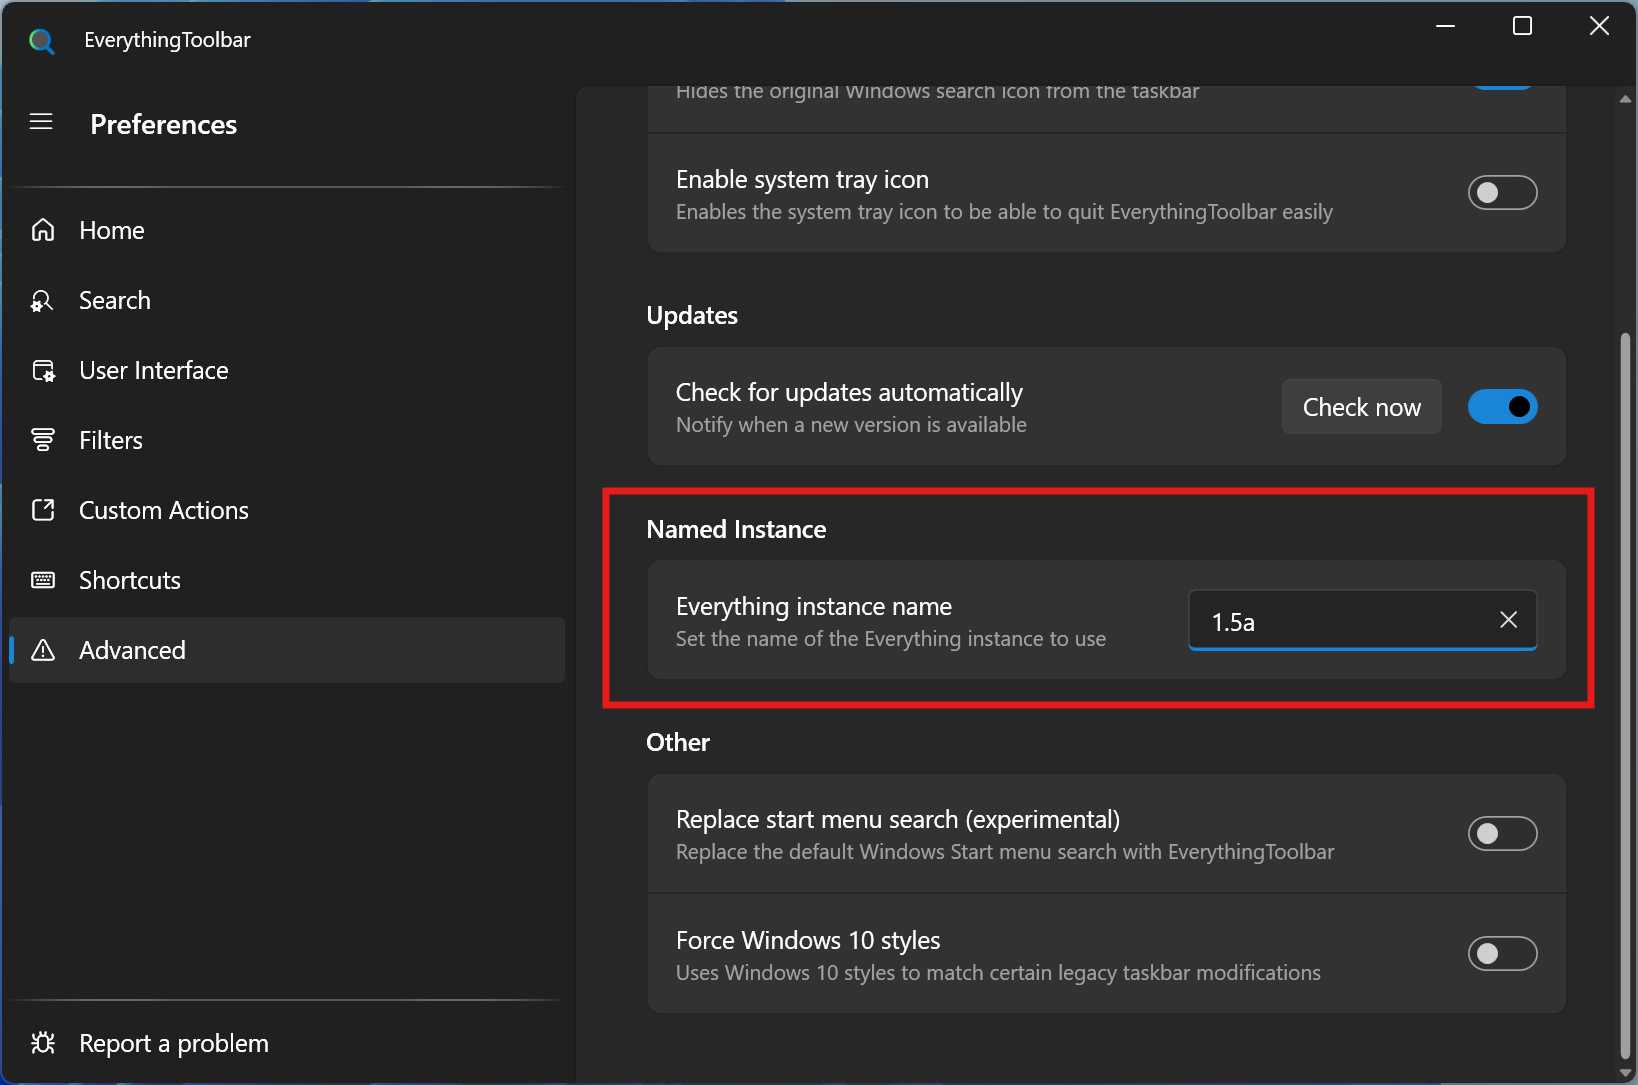 EverythingToolbar
Preferences
Home
Search
User Interface
Filters
Custom Actions
Shortcuts
Advanced
Report a problem
Hides the original Windows search icon from the taskbar
Enable system tray icon
Enables the system tray icon to be able to quit EverythingToolbar easily
Updates
Check for updates automatically
Notify when a new version is available
Check now
Named Instance
Everything instance name
Set the name of the Everything instance to use
1.5a
Other
Replace start menu search (experimental)
Replace the default Windows Start menu search with EverythingToolbar
Force Windows 10 styles
Uses Windows 10 styles to match certain legacy taskbar modifications